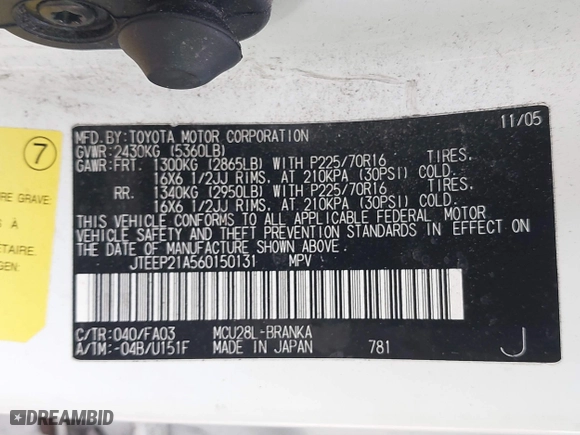 7
MFD.BY:TOYOTA MOTOR CORPORATION 11/05
GVWR:2430KG (5360LB)
GAWR:FRT. 1300KG (2865LB) WITH P225/70R16 TIRES.
16X6 1/2JJ RIMS, AT 210KPA (30PSI) COLD.
RR. 1340KG (2950LB) WITH P225/70R16 TIRES.
16X6 1/2JJ RIMS, AT 210KPA (30PSI) COLD.
THIS VEHICLE CONFORMS TO ALL APPLICABLE FEDERAL MOTOR
VEHICLE SAFETY AND THEFT PREVENTION STANDARDS IN EFFECT ON
THE DATE OF MANUFACTURE SHOWN ABOVE.
JTEEP21A560150131 MPV
C/TR:040/FA03 MCU28L-BRANKA
A/TM:-04B/U151F MADE IN JAPAN 781 J
RE GRAVE
ETAIRE.
GEN:
DREAMBID